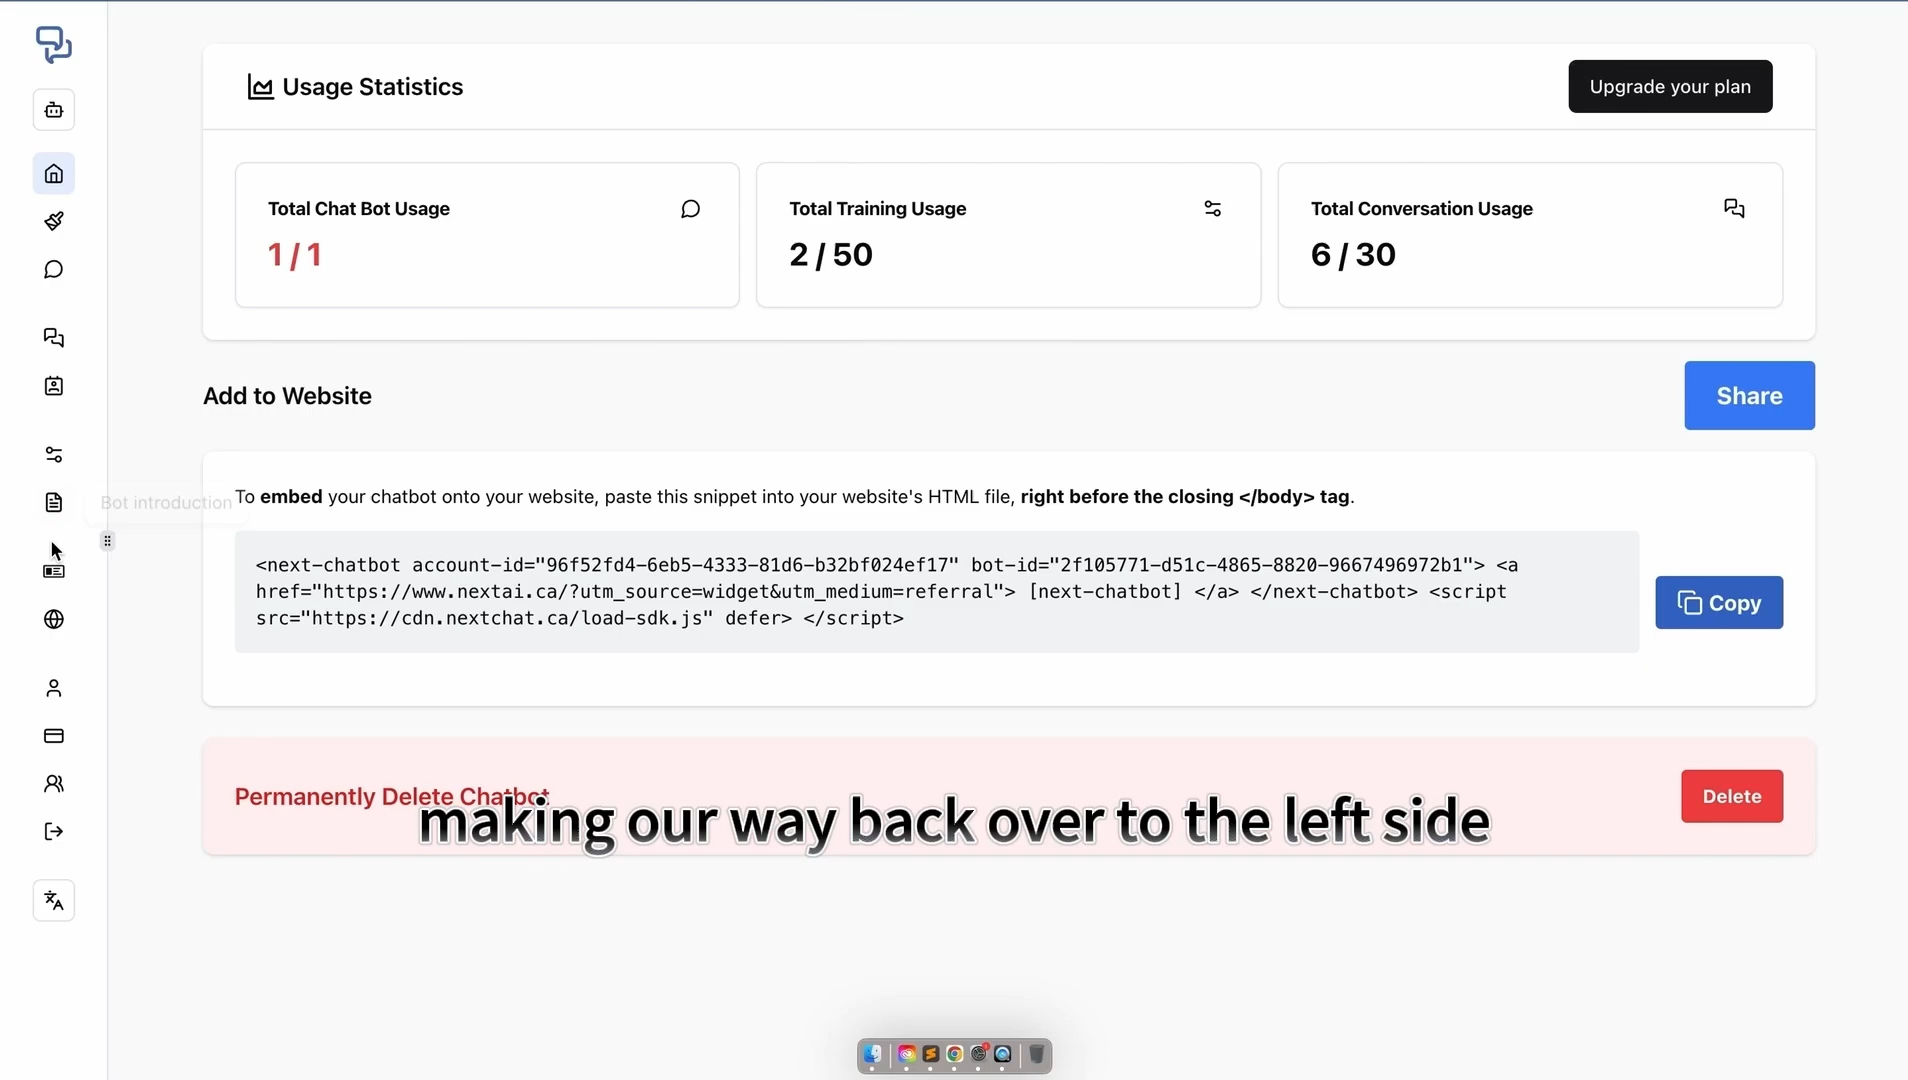 Usage Statistics
Upgrade your plan
Total Chat Bot Usage
1 / 1
Total Training Usage
2 / 50
Total Conversation Usage
6 / 30
Add to Website
Share
Bot introduction
To embed your chatbot onto your website, paste this snippet into your website's HTML file, right before the closing </body> tag.
<next-chatbot account-id="96f52fd4-6eb5-4333-81d6-b32bf024ef17" bot-id="2f105771-d51c-4865-8820-9667496972b1"> <a
href="https://www.nextai.ca/?utm_source=widget&utm_medium=referral"> [next-chatbot] </a> </next-chatbot> <script
src="https://cdn.nextchat.ca/load-sdk.js" defer> </script>
Copy
Permanently Delete Chatbot
Delete
making our way back over to the left side